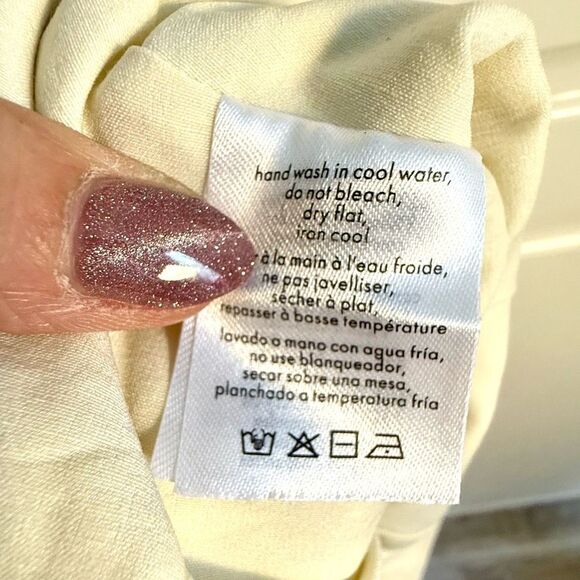 hand wash in cool water,
do not bleach,
dry flat,
iron cool
à la main à l'eau froide,
ne pas javelliser,
sécher à plat,
repasser à basse température
lavado a mano con agua fría,
no use blanqueador,
secar sobre una mesa,
planchado a temperatura fría